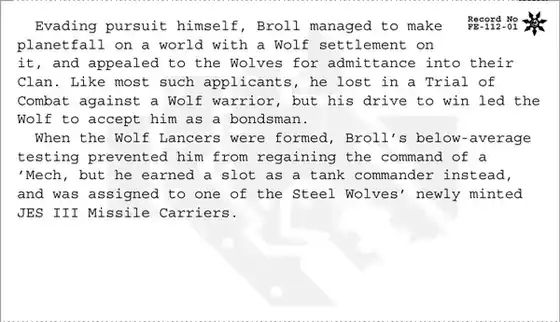 Evading pursuit himself, Broll managed to make
planetfall on a world with a Wolf settlement on
it, and appealed to the Wolves for admittance into their
Clan. Like most such applicants, he lost in a Trial of
Combat against a Wolf warrior, but his drive to win led the
Wolf to accept him as a bondsman.
When the Wolf Lancers were formed, Broll’s below-average
testing prevented him from regaining the command of a
’Mech, but he earned a slot as a tank commander instead,
and was assigned to one of the Steel Wolves’ newly minted
JES III Missile Carriers.
Record No
FE-112-01